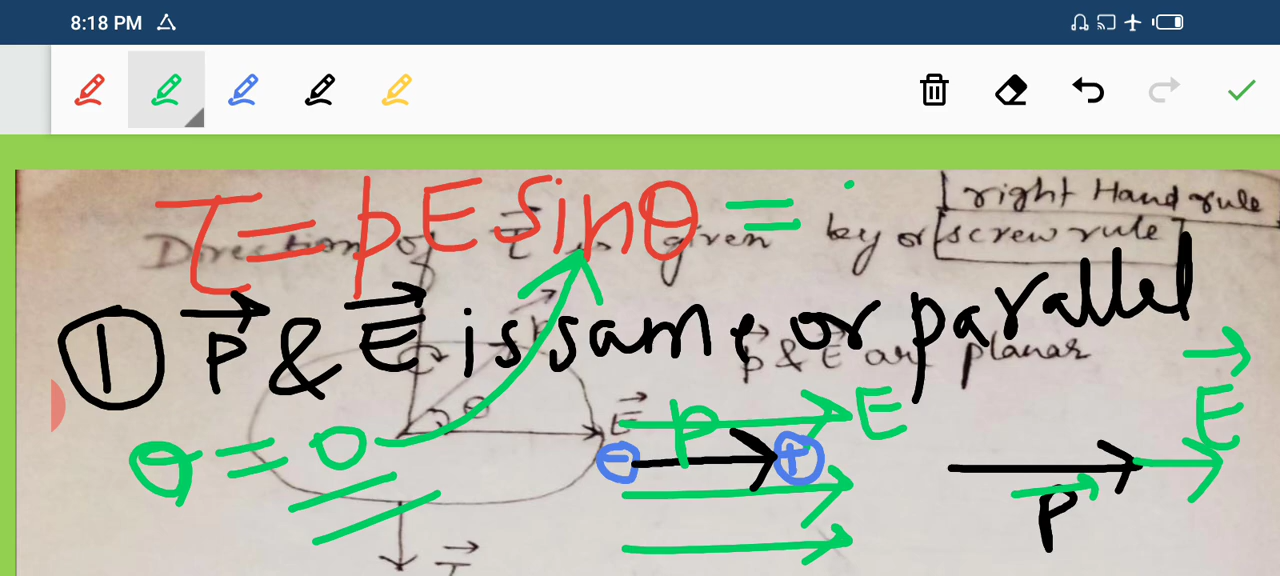 8:18 PM
τ = pE sinθ =
right Hand rule
Direction of τ⃗ is given by or screw rule
① P⃗ & E⃗ is same or parallel
p⃗ & E⃗ are planar
θ
E⃗
θ = 0
p
E
E⃗
− +
P⃗
τ⃗